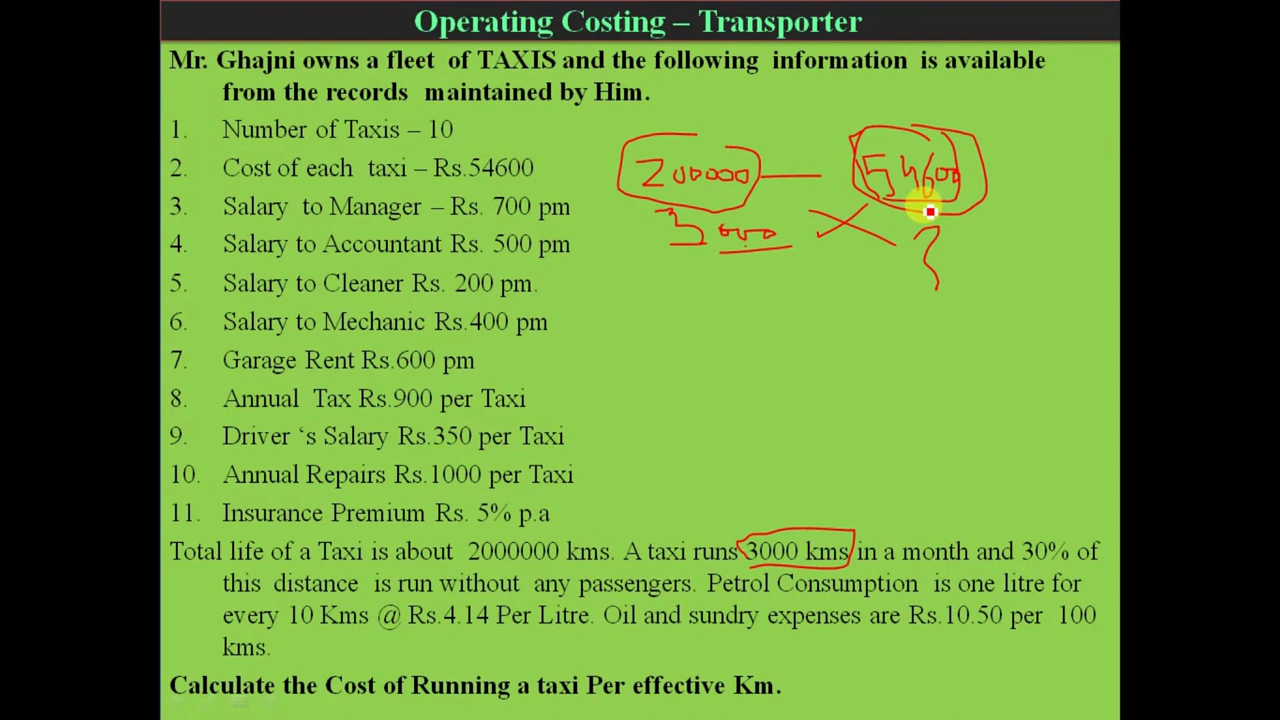 Operating Costing – Transporter
Mr. Ghajni owns a fleet of TAXIS and the following information is available
from the records maintained by Him.
1. Number of Taxis – 10
2. Cost of each taxi – Rs.54600
3. Salary to Manager – Rs. 700 pm
4. Salary to Accountant Rs. 500 pm
5. Salary to Cleaner Rs. 200 pm.
6. Salary to Mechanic Rs.400 pm
7. Garage Rent Rs.600 pm
8. Annual Tax Rs.900 per Taxi
9. Driver ‘s Salary Rs.350 per Taxi
10. Annual Repairs Rs.1000 per Taxi
11. Insurance Premium Rs. 5% p.a
200000 — 54600
3000 ?
Total life of a Taxi is about 2000000 kms. A taxi runs 3000 kms in a month and 30% of
this distance is run without any passengers. Petrol Consumption is one litre for
every 10 Kms @ Rs.4.14 Per Litre. Oil and sundry expenses are Rs.10.50 per 100
kms.
Calculate the Cost of Running a taxi Per effective Km.